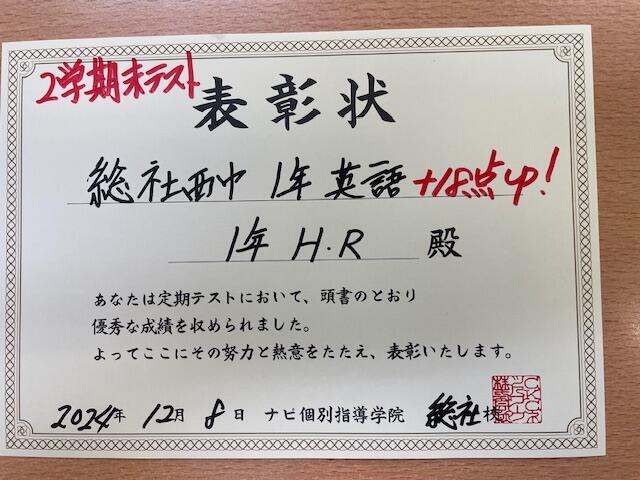 2学期末テスト
表彰状
総社西中 1年 英語 +18点up!
1年 H.R 殿
あなたは定期テストにおいて、頭書のとおり
優秀な成績を収められました。
よってここにその努力と熱意をたたえ、表彰いたします。
2024年 12月 8日 ナビ個別指導学院 総社校